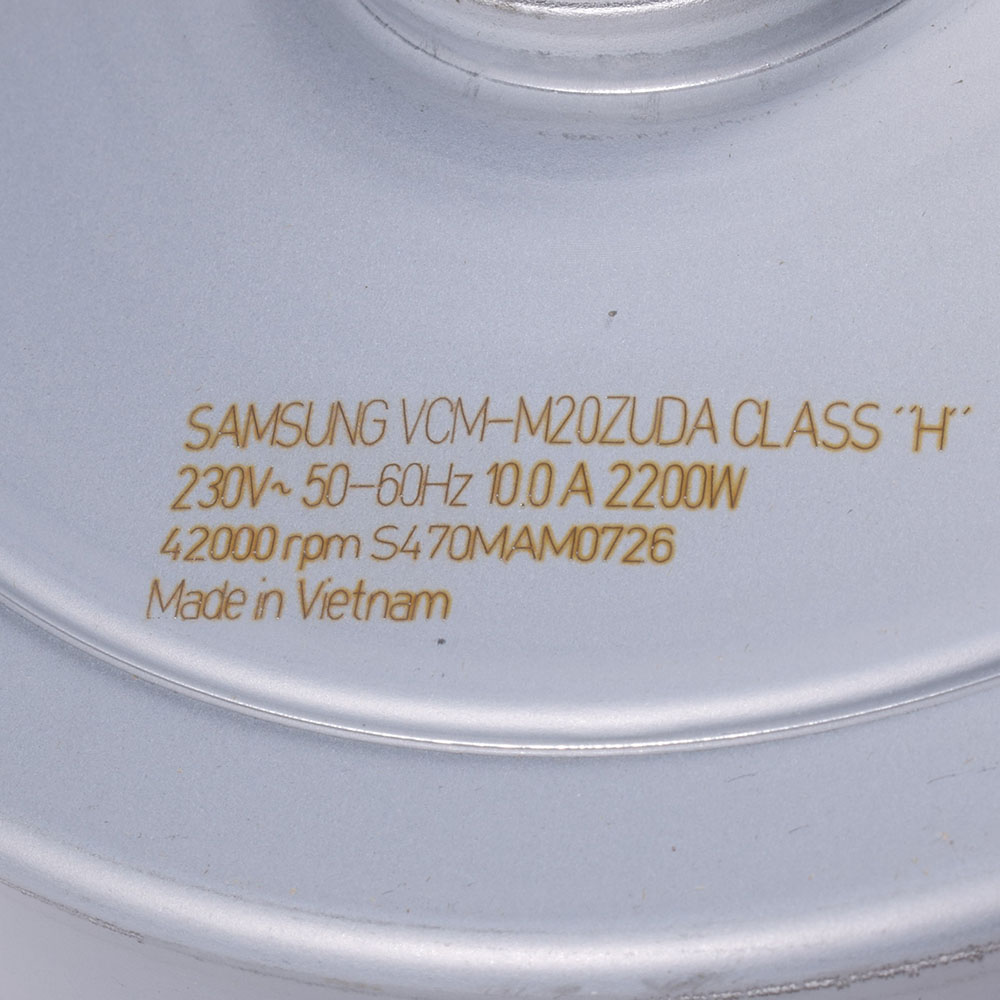 SAMSUNG VCM-M20ZUDA CLASS "H"
230V~ 50-60Hz 10.0 A 2200W
42000 rpm S470MAM0726
Made in Vietnam